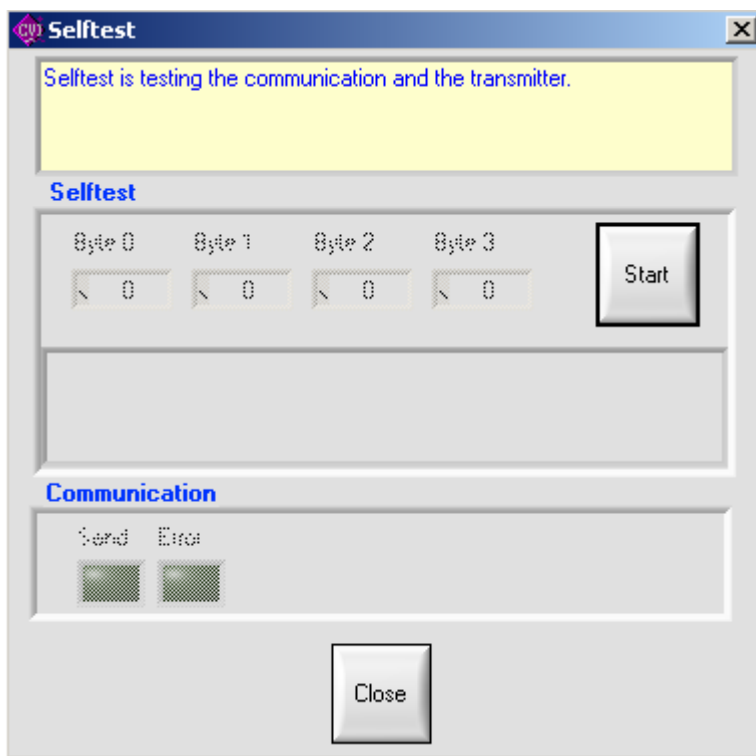 CVI Selftest
Selftest is testing the communication and the transmitter.
Selftest
Byte 0 Byte 1 Byte 2 Byte 3
0 0 0 0
Start
Communication
Send Error
Close